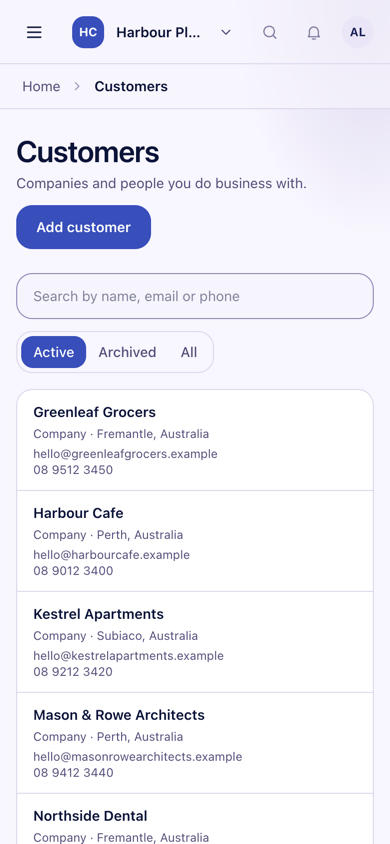 HC Harbour Pl... AL
Home > Customers
Customers
Companies and people you do business with.
Add customer
Search by name, email or phone
Active Archived All
Greenleaf Grocers
Company · Fremantle, Australia
hello@greenleafgrocers.example
08 9512 3450
Harbour Cafe
Company · Perth, Australia
hello@harbourcafe.example
08 9012 3400
Kestrel Apartments
Company · Subiaco, Australia
hello@kestrelapartments.example
08 9212 3420
Mason & Rowe Architects
Company · Perth, Australia
hello@masonrowearchitects.example
08 9412 3440
Northside Dental
Company · Fremantle, Australia